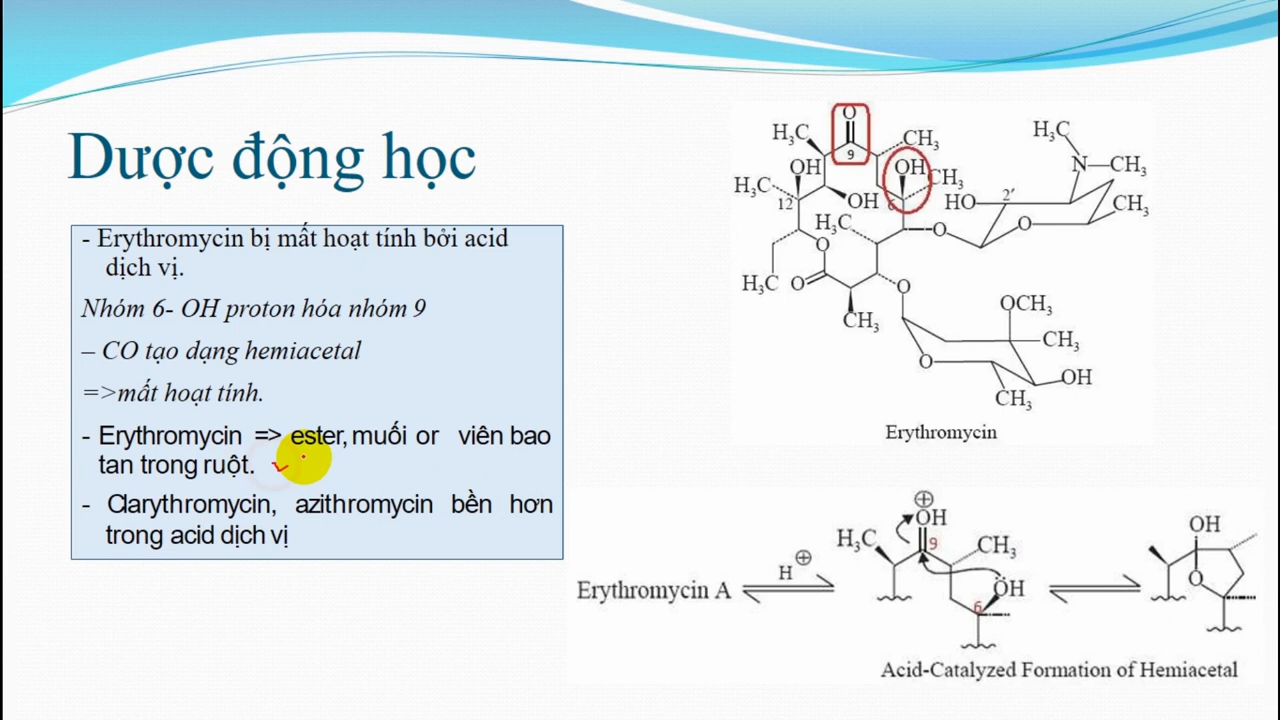 Dược động học
- Erythromycin bị mất hoạt tính bởi acid
dịch vị.
Nhóm 6- OH proton hóa nhóm 9
– CO tạo dạng hemiacetal
=>mất hoạt tính.
- Erythromycin => ester, muối or viên bao
tan trong ruột.
- Clarythromycin, azithromycin bền hơn
trong acid dịch vị
O
H₃C
9
CH₃
OH
OH
CH₃
H₃C
12
OH
6
H₃C
N
CH₃
HO
2′
O
CH₃
H₃C
O
O
H₃C
O
O
CH₃
OCH₃
CH₃
O
OH
CH₃
Erythromycin
Erythromycin A
H⊕
⊕
OH
H₃C
9
CH₃
ÖH
6
OH
O
Acid-Catalyzed Formation of Hemiacetal